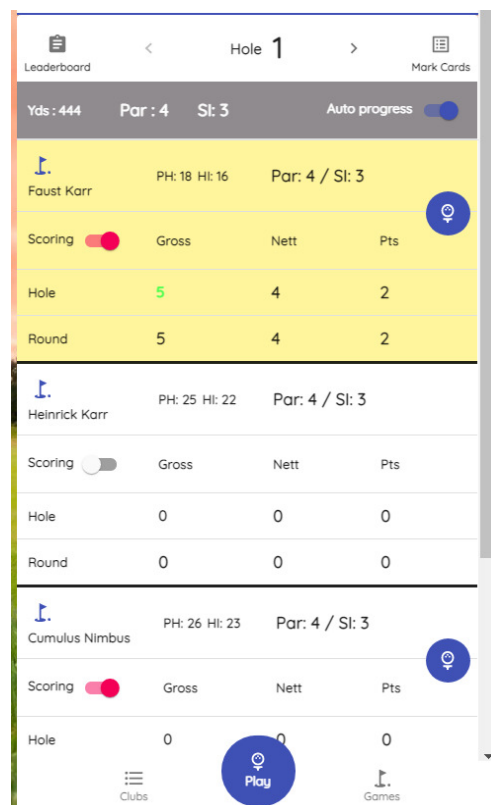 Hole 1
Leaderboard
Mark Cards
Yds : 444 Par : 4 SI: 3 Auto progress
PH: 18 HI: 16 Par: 4 / SI: 3
Faust Karr
Scoring Gross Nett Pts
Hole 5 4 2
Round 5 4 2
PH: 25 HI: 22 Par: 4 / SI: 3
Heinrick Karr
Scoring Gross Nett Pts
Hole 0 0 0
Round 0 0 0
PH: 26 HI: 23 Par: 4 / SI: 3
Cumulus Nimbus
Scoring Gross Nett Pts
Hole 0 0 0
Clubs Play Games